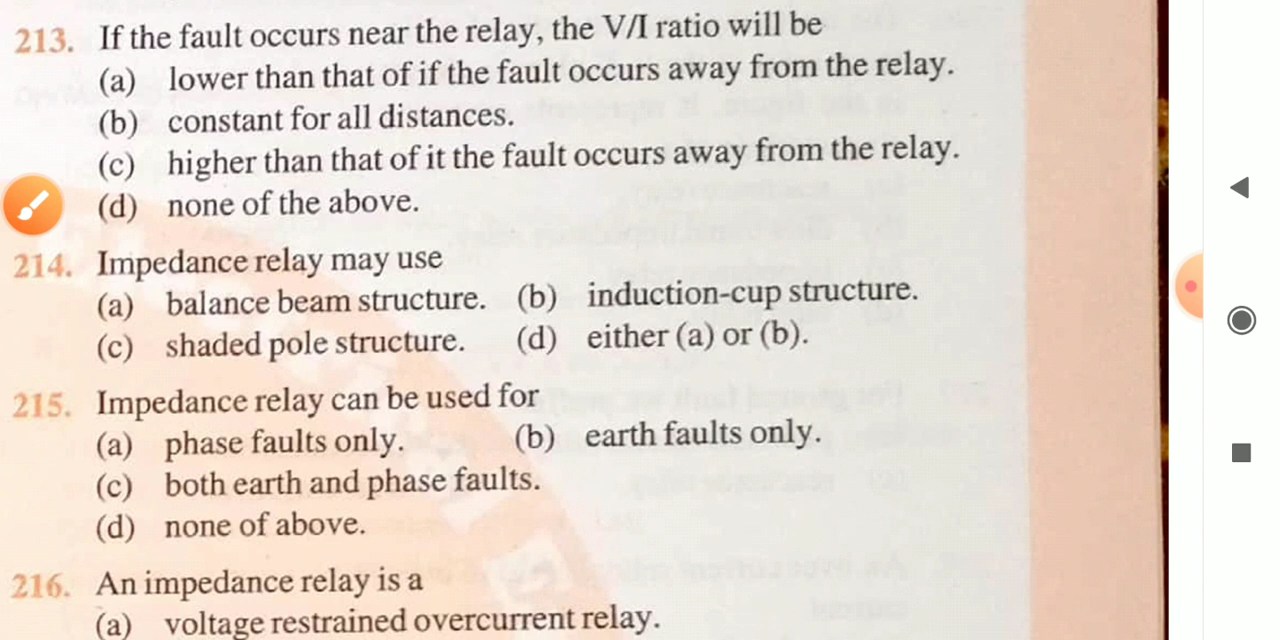 213. If the fault occurs near the relay, the V/I ratio will be
(a) lower than that of if the fault occurs away from the relay.
(b) constant for all distances.
(c) higher than that of it the fault occurs away from the relay.
(d) none of the above.
214. Impedance relay may use
(a) balance beam structure. (b) induction-cup structure.
(c) shaded pole structure. (d) either (a) or (b).
215. Impedance relay can be used for
(a) phase faults only. (b) earth faults only.
(c) both earth and phase faults.
(d) none of above.
216. An impedance relay is a
(a) voltage restrained overcurrent relay.